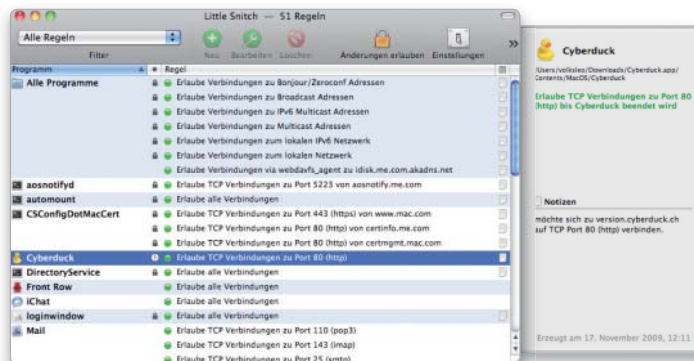 Little Snitch — 51 Regeln
Alle Regeln
Filter
Neu Bearbeiten Löschen Änderungen erlauben Einstellungen
»
Programm Regel
Alle Programme Erlaube Verbindungen zu Bonjour/Zeroconf Adressen
Erlaube Verbindungen zu Broadcast Adressen
Erlaube Verbindungen zu IPv6 Multicast Adressen
Erlaube Verbindungen zu Multicast Adressen
Erlaube Verbindungen zum lokalen IPv6 Netzwerk
Erlaube Verbindungen zum lokalen Netzwerk
Erlaube Verbindungen via webdavfs_agent zu idisk.me.com.akadns.net
aosnotifyd Erlaube TCP Verbindungen zu Port 5223 von aosnotify.me.com
automount Erlaube alle Verbindungen
CSConfigDotMacCert Erlaube TCP Verbindungen zu Port 443 (https) von www.mac.com
Erlaube TCP Verbindungen zu Port 80 (http) von certinfo.me.com
Erlaube TCP Verbindungen zu Port 80 (http) von certmgmt.mac.com
Cyberduck Erlaube TCP Verbindungen zu Port 80 (http)
DirectoryService Erlaube alle Verbindungen
Front Row Erlaube alle Verbindungen
iChat Erlaube alle Verbindungen
loginwindow Erlaube alle Verbindungen
Mail Erlaube TCP Verbindungen zu Port 110 (pop3)
Erlaube TCP Verbindungen zu Port 143 (imap)
Erlaube TCP Verbindungen zu Port 25 (smtp)
Cyberduck
/Users/volksleo/Downloads/Cyberduck.app/
Contents/MacOS/Cyberduck
Erlaube TCP Verbindungen zu Port 80
(http) bis Cyberduck beendet wird
Notizen
möchte sich zu version.cyberduck.ch
auf TCP Port 80 (http) verbinden.
Erzeugt am 17. November 2009, 12:11